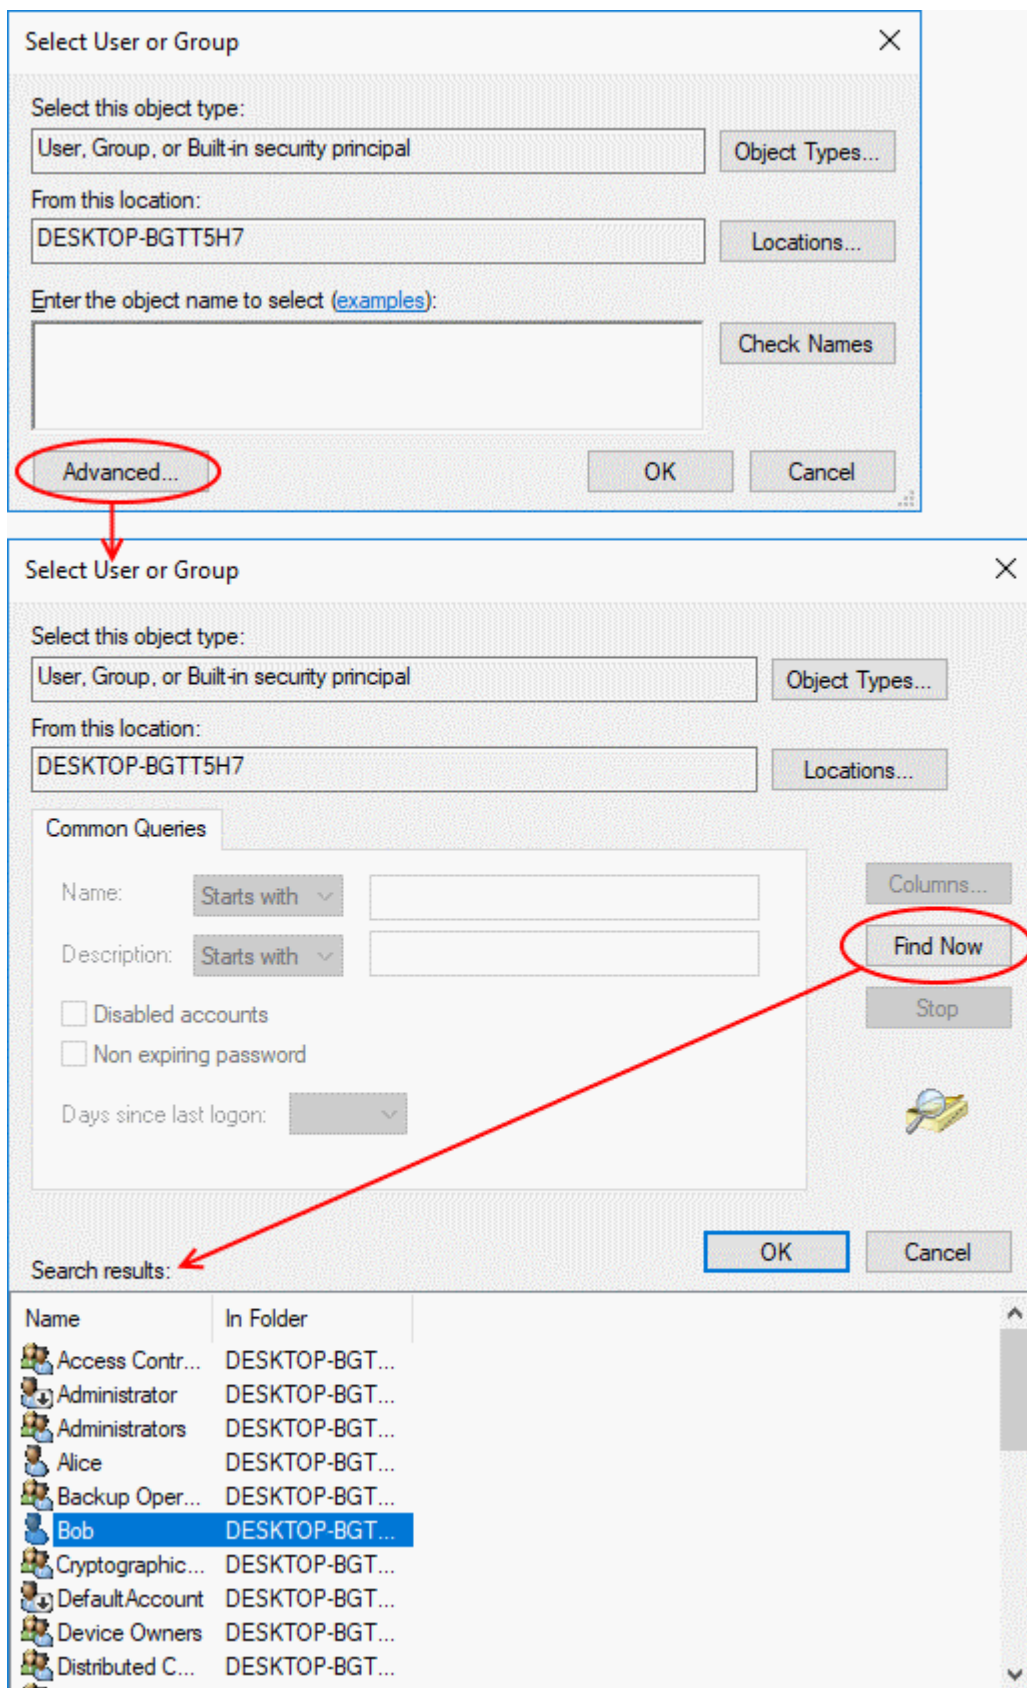 Select User or Group
Select this object type:
User, Group, or Built-in security principal
Object Types...
From this location:
DESKTOP-BGTT5H7
Locations...
Enter the object name to select (examples):
Check Names
Advanced...
OK
Cancel
Select User or Group
Select this object type:
User, Group, or Built-in security principal
Object Types...
From this location:
DESKTOP-BGTT5H7
Locations...
Common Queries
Name:
Starts with
Columns...
Description:
Starts with
Find Now
Disabled accounts
Stop
Non expiring password
Days since last logon:
OK
Cancel
Search results:
Name In Folder
Access Contr... DESKTOP-BGT...
Administrator DESKTOP-BGT...
Administrators DESKTOP-BGT...
Alice DESKTOP-BGT...
Backup Oper... DESKTOP-BGT...
Bob DESKTOP-BGT...
Cryptographic... DESKTOP-BGT...
DefaultAccount DESKTOP-BGT...
Device Owners DESKTOP-BGT...
Distributed C... DESKTOP-BGT...